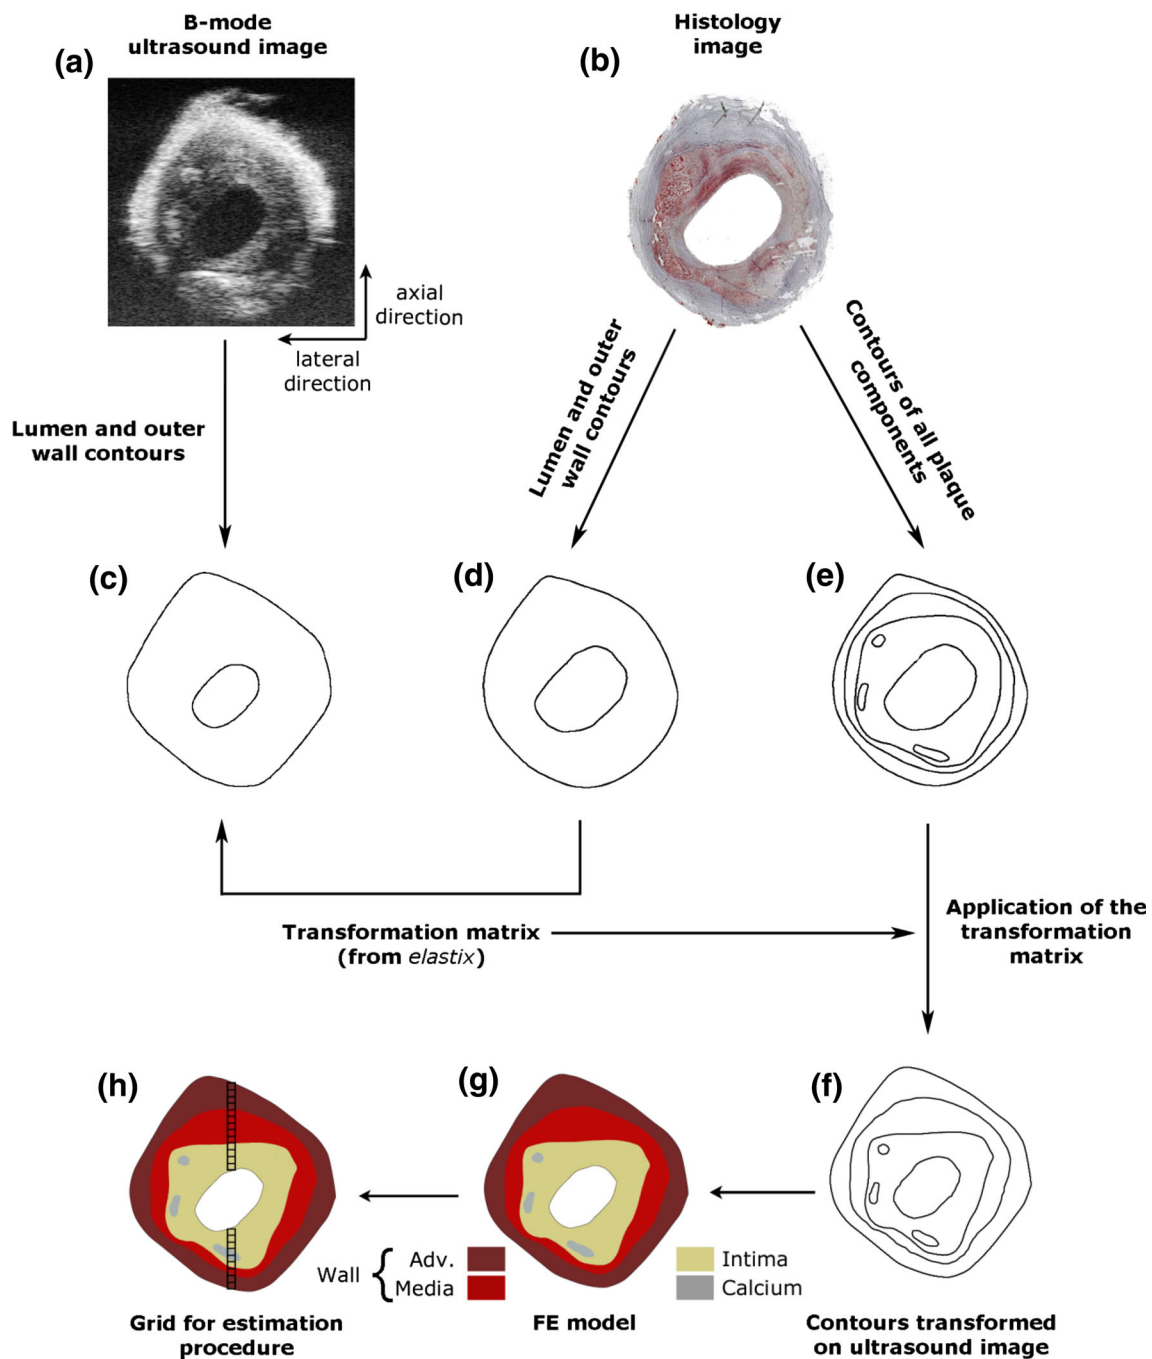 B-mode
ultrasound image
(a)
Histology
image
(b)
axial
direction
lateral
direction
Lumen and outer
wall contours
Lumen and outer
wall contours
Contours of all plaque
components
(c)
(d)
(e)
Transformation matrix
(from elastix)
Application of the
transformation
matrix
(h)
(g)
(f)
Wall
Adv.
Media
Intima
Calcium
Grid for estimation
procedure
FE model
Contours transformed
on ultrasound image